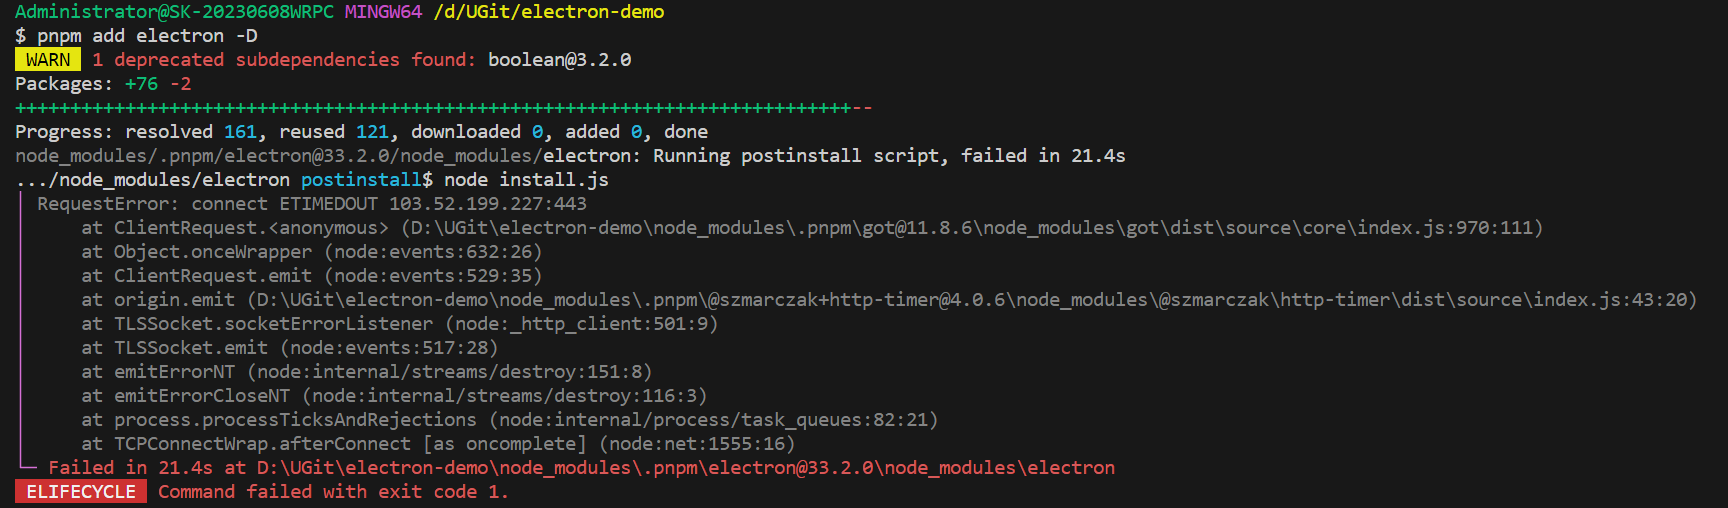 Administrator@SK-20230608WRPC MINGW64 /d/UGit/electron-demo
$ pnpm add electron -D
WARN 1 deprecated subdependencies found: boolean@3.2.0
Packages: +76 -2
++++++++++++++++++++++++++++++++++++++++++++++++++++++++++++++++++++++++++++--
Progress: resolved 161, reused 121, downloaded 0, added 0, done
node_modules/.pnpm/electron@33.2.0/node_modules/electron: Running postinstall script, failed in 21.4s
.../node_modules/electron postinstall$ node install.js
RequestError: connect ETIMEDOUT 103.52.199.227:443
at ClientRequest.<anonymous> (D:\UGit\electron-demo\node_modules\.pnpm\got@11.8.6\node_modules\got\dist\source\core\index.js:970:111)
at Object.onceWrapper (node:events:632:26)
at ClientRequest.emit (node:events:529:35)
at origin.emit (D:\UGit\electron-demo\node_modules\.pnpm\@szmarczak+http-timer@4.0.6\node_modules\@szmarczak\http-timer\dist\source\index.js:43:20)
at TLSSocket.socketErrorListener (node:_http_client:501:9)
at TLSSocket.emit (node:events:517:28)
at emitErrorNT (node:internal/streams/destroy:151:8)
at emitErrorCloseNT (node:internal/streams/destroy:116:3)
at process.processTicksAndRejections (node:internal/process/task_queues:82:21)
at TCPConnectWrap.afterConnect [as oncomplete] (node:net:1555:16)
Failed in 21.4s at D:\UGit\electron-demo\node_modules\.pnpm\electron@33.2.0\node_modules\electron
ELIFECYCLE Command failed with exit code 1.